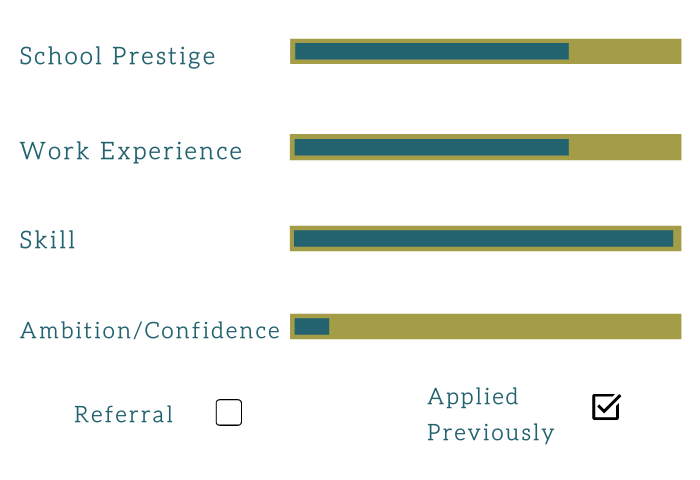 School Prestige
Work Experience
Skill
Ambition/Confidence
Referral
Applied
Previously